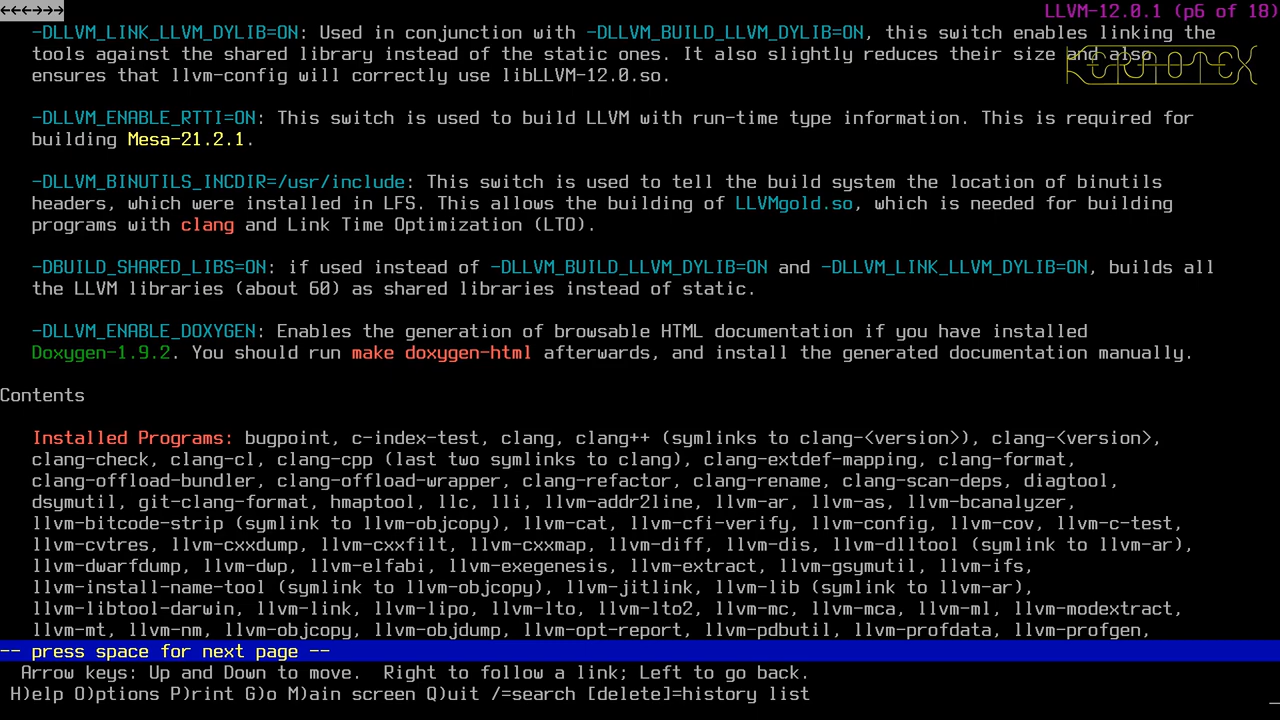 ←←←→→→ LLVM-12.0.1 (p6 of 18)
-DLLVM_LINK_LLVM_DYLIB=ON: Used in conjunction with -DLLVM_BUILD_LLVM_DYLIB=ON, this switch enables linking the
tools against the shared library instead of the static ones. It also slightly reduces their size and also
ensures that llvm-config will correctly use libLLVM-12.0.so.
-DLLVM_ENABLE_RTTI=ON: This switch is used to build LLVM with run-time type information. This is required for
building Mesa-21.2.1.
-DLLVM_BINUTILS_INCDIR=/usr/include: This switch is used to tell the build system the location of binutils
headers, which were installed in LFS. This allows the building of LLVMgold.so, which is needed for building
programs with clang and Link Time Optimization (LTO).
-DBUILD_SHARED_LIBS=ON: if used instead of -DLLVM_BUILD_LLVM_DYLIB=ON and -DLLVM_LINK_LLVM_DYLIB=ON, builds all
the LLVM libraries (about 60) as shared libraries instead of static.
-DLLVM_ENABLE_DOXYGEN: Enables the generation of browsable HTML documentation if you have installed
Doxygen-1.9.2. You should run make doxygen-html afterwards, and install the generated documentation manually.
Contents
Installed Programs: bugpoint, c-index-test, clang, clang++ (symlinks to clang-<version>), clang-<version>,
clang-check, clang-cl, clang-cpp (last two symlinks to clang), clang-extdef-mapping, clang-format,
clang-offload-bundler, clang-offload-wrapper, clang-refactor, clang-rename, clang-scan-deps, diagtool,
dsymutil, git-clang-format, hmaptool, llc, lli, llvm-addr2line, llvm-ar, llvm-as, llvm-bcanalyzer,
llvm-bitcode-strip (symlink to llvm-objcopy), llvm-cat, llvm-cfi-verify, llvm-config, llvm-cov, llvm-c-test,
llvm-cvtres, llvm-cxxdump, llvm-cxxfilt, llvm-cxxmap, llvm-diff, llvm-dis, llvm-dlltool (symlink to llvm-ar),
llvm-dwarfdump, llvm-dwp, llvm-elfabi, llvm-exegenesis, llvm-extract, llvm-gsymutil, llvm-ifs,
llvm-install-name-tool (symlink to llvm-objcopy), llvm-jitlink, llvm-lib (symlink to llvm-ar),
llvm-libtool-darwin, llvm-link, llvm-lipo, llvm-lto, llvm-lto2, llvm-mc, llvm-mca, llvm-ml, llvm-modextract,
llvm-mt, llvm-nm, llvm-objcopy, llvm-objdump, llvm-opt-report, llvm-pdbutil, llvm-profdata, llvm-profgen,
-- press space for next page --
Arrow keys: Up and Down to move. Right to follow a link; Left to go back.
H)elp O)ptions P)rint G)o M)ain screen Q)uit /=search [delete]=history list